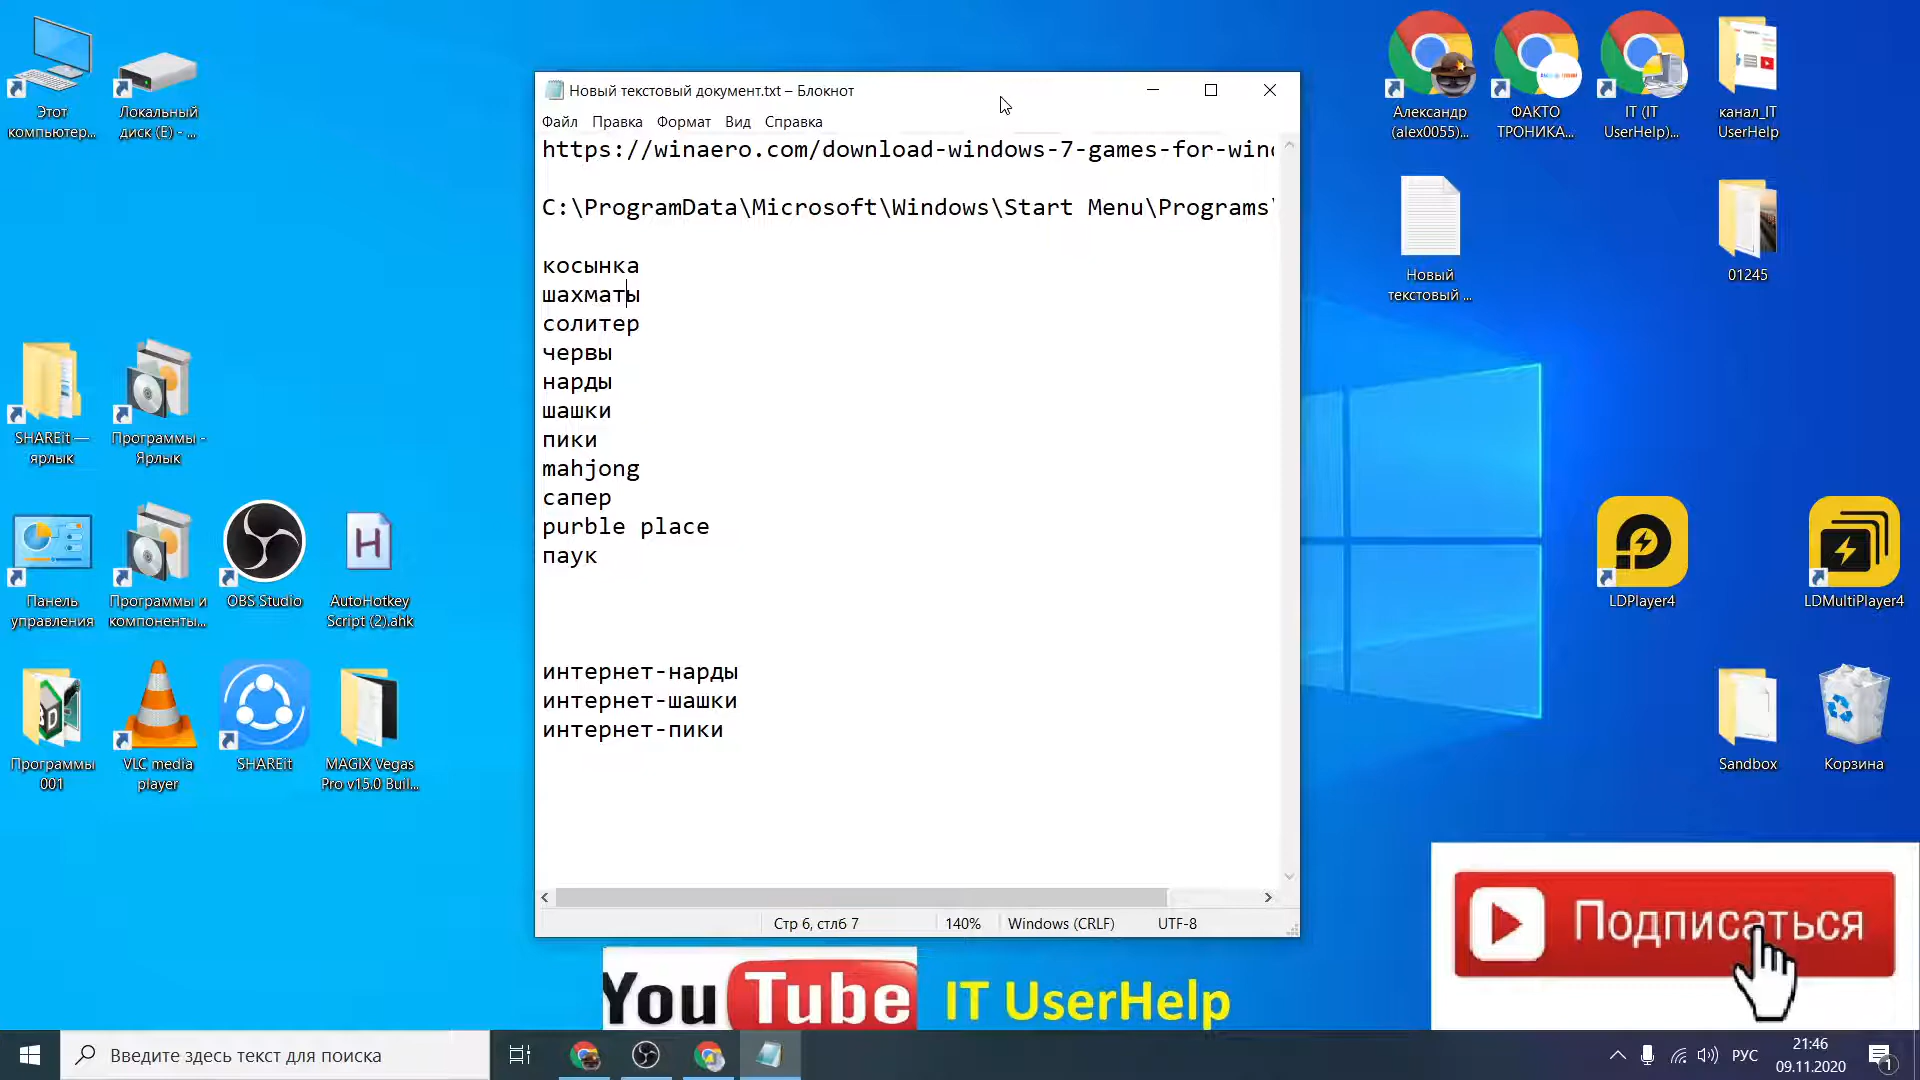 Этот
компьютер...
Локальный
диск (E) - ...
Александр
(alex0055)...
ФАКТО
ТРОНИКА...
IT (IT
UserHelp)...
канал_IT
UserHelp
Новый текстовый документ.txt – Блокнот
Файл Правка Формат Вид Справка
https://winaero.com/download-windows-7-games-for-wind
C:\ProgramData\Microsoft\Windows\Start Menu\Programs\
косынка
шахматы
солитер
червы
нарды
шашки
пики
mahjong
сапер
purble place
паук
интернет-нарды
интернет-шашки
интернет-пики
Стр 6, стлб 7 140% Windows (CRLF) UTF-8
Новый
текстовый ...
01245
SHAREit —
ярлык
Программы -
Ярлык
Панель
управления
Программы и
компоненты...
OBS Studio
AutoHotkey
Script (2).ahk
LDPlayer4
LDMultiPlayer4
Программы
001
VLC media
player
SHAREit
MAGIX Vegas
Pro v15.0 Buil...
Sandbox
Корзина
Подписаться
YouTube IT UserHelp
Введите здесь текст для поиска
РУС
21:46
09.11.2020
1